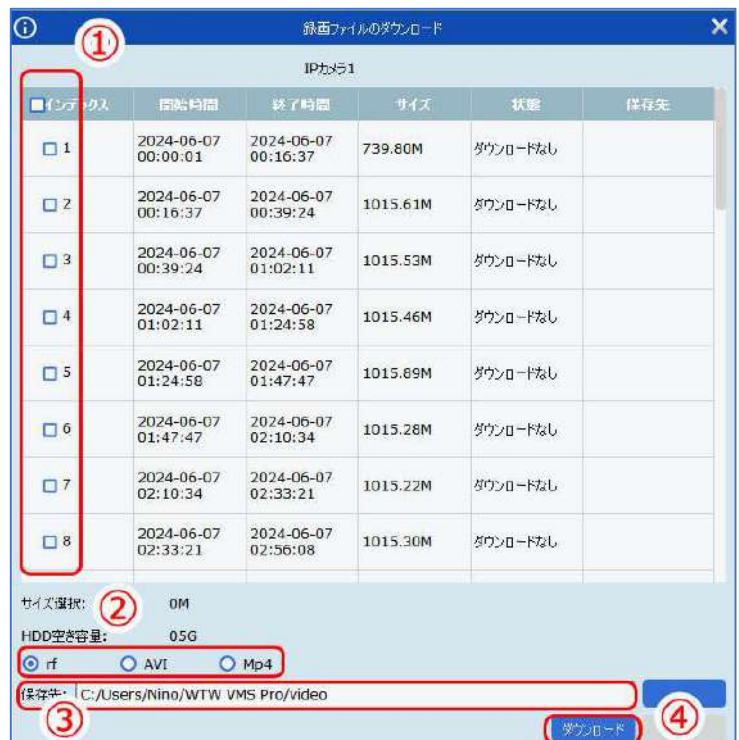 録画ファイルのダウンロード
①
IPカメラ1
インデックス 開始時間 終了時間 サイズ 状態 保存先
1 2024-06-07 00:00:01 2024-06-07 00:16:37 739.80M ダウンロードなし
2 2024-06-07 00:16:37 2024-06-07 00:39:24 1015.61M ダウンロードなし
3 2024-06-07 00:39:24 2024-06-07 01:02:11 1015.53M ダウンロードなし
4 2024-06-07 01:02:11 2024-06-07 01:24:58 1015.46M ダウンロードなし
5 2024-06-07 01:24:58 2024-06-07 01:47:47 1015.89M ダウンロードなし
6 2024-06-07 01:47:47 2024-06-07 02:10:34 1015.28M ダウンロードなし
7 2024-06-07 02:10:34 2024-06-07 02:33:21 1015.22M ダウンロードなし
8 2024-06-07 02:33:21 2024-06-07 02:56:08 1015.30M ダウンロードなし
サイズ選択: 0M
②
HDD空き容量: 05G
rf AVI Mp4
保存先: C:/Users/Nino/WTW VMS Pro/video
③
ダウンロード
④